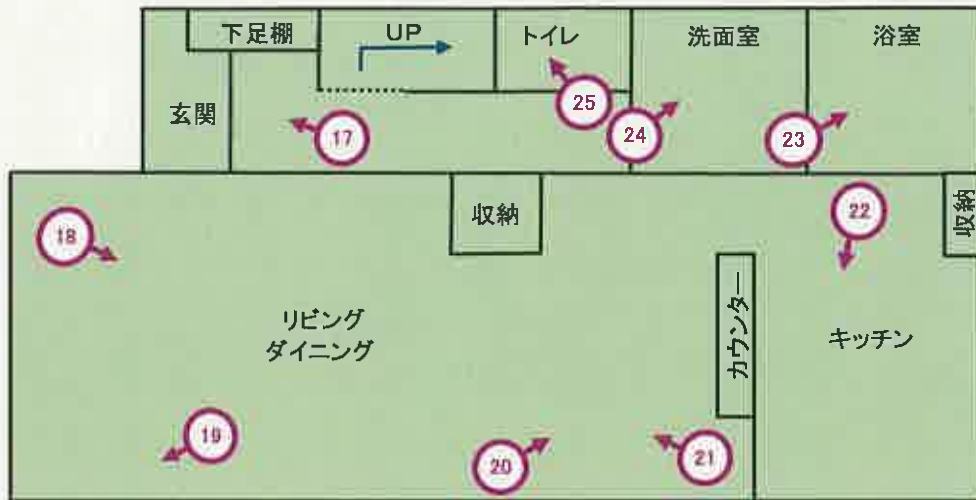 下足棚
UP
トイレ
洗面室
浴室
玄関
17
25
24
23
18
収納
22
収納
リビング
ダイニング
カウンター
キッチン
19
20
21